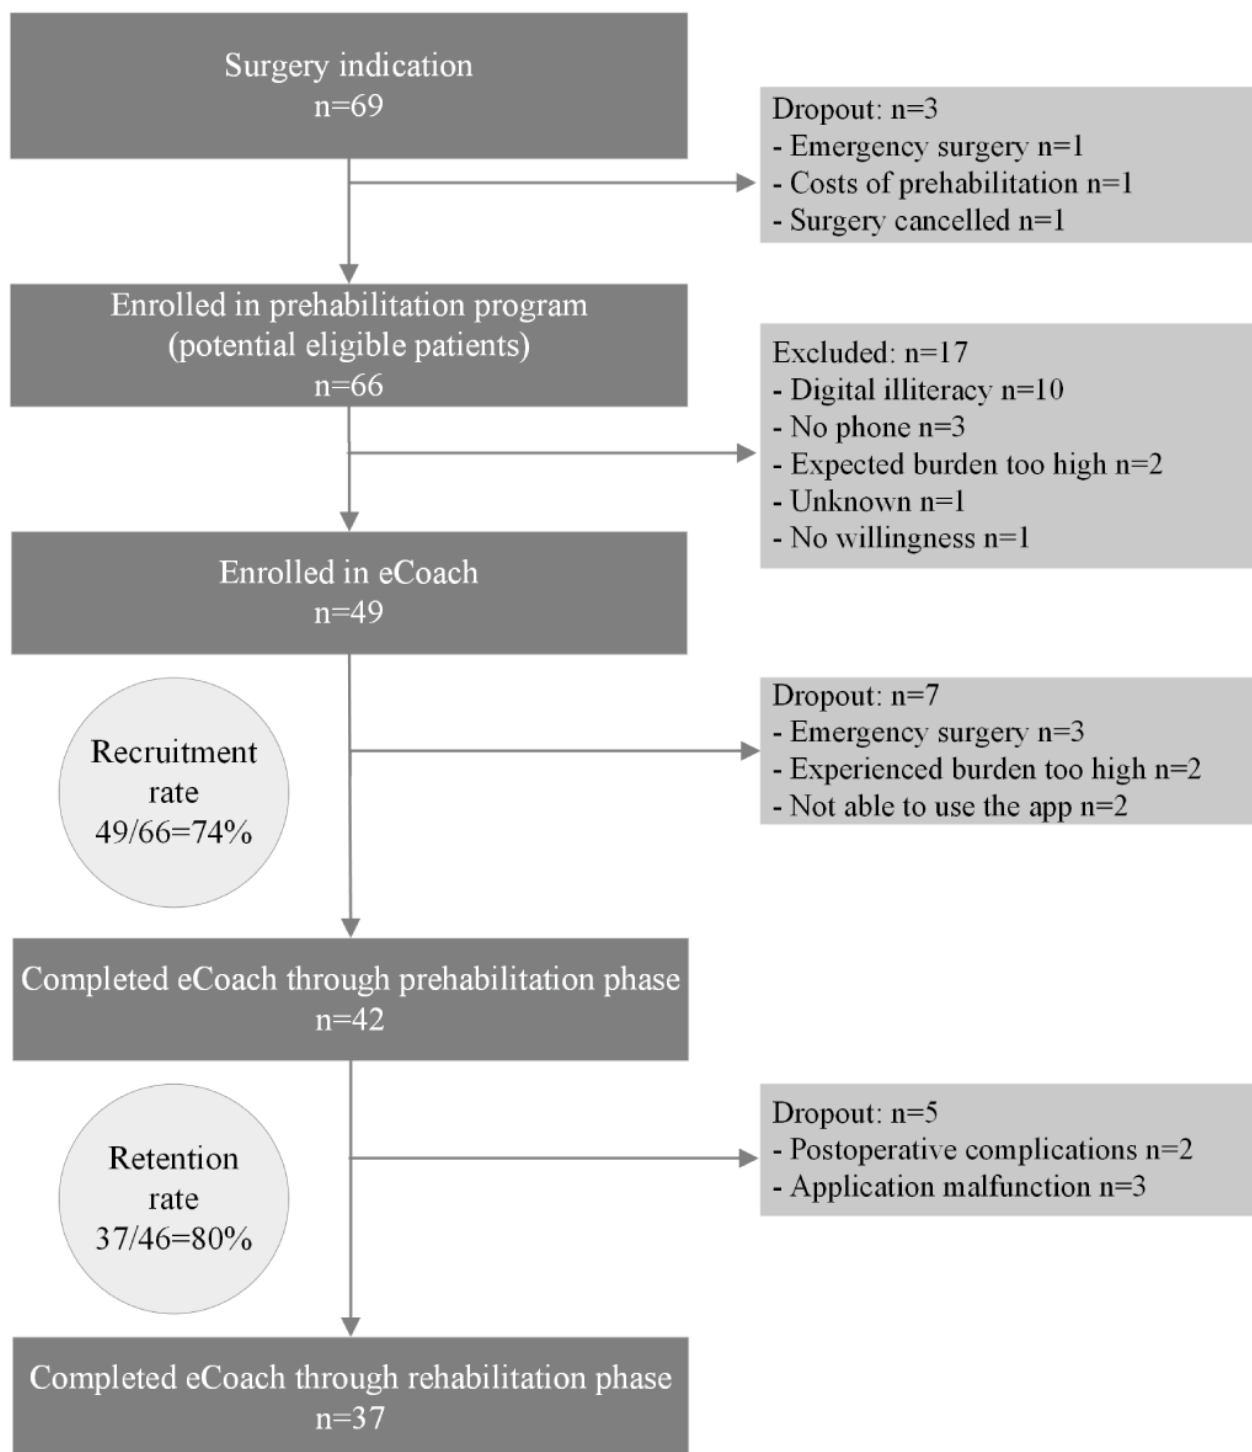 Surgery indication
n=69
Dropout: n=3
- Emergency surgery n=1
- Costs of prehabilitation n=1
- Surgery cancelled n=1
Enrolled in prehabilitation program
(potential eligible patients)
n=66
Excluded: n=17
- Digital illiteracy n=10
- No phone n=3
- Expected burden too high n=2
- Unknown n=1
- No willingness n=1
Enrolled in eCoach
n=49
Recruitment
rate
49/66=74%
Dropout: n=7
- Emergency surgery n=3
- Experienced burden too high n=2
- Not able to use the app n=2
Completed eCoach through prehabilitation phase
n=42
Retention
rate
37/46=80%
Dropout: n=5
- Postoperative complications n=2
- Application malfunction n=3
Completed eCoach through rehabilitation phase
n=37